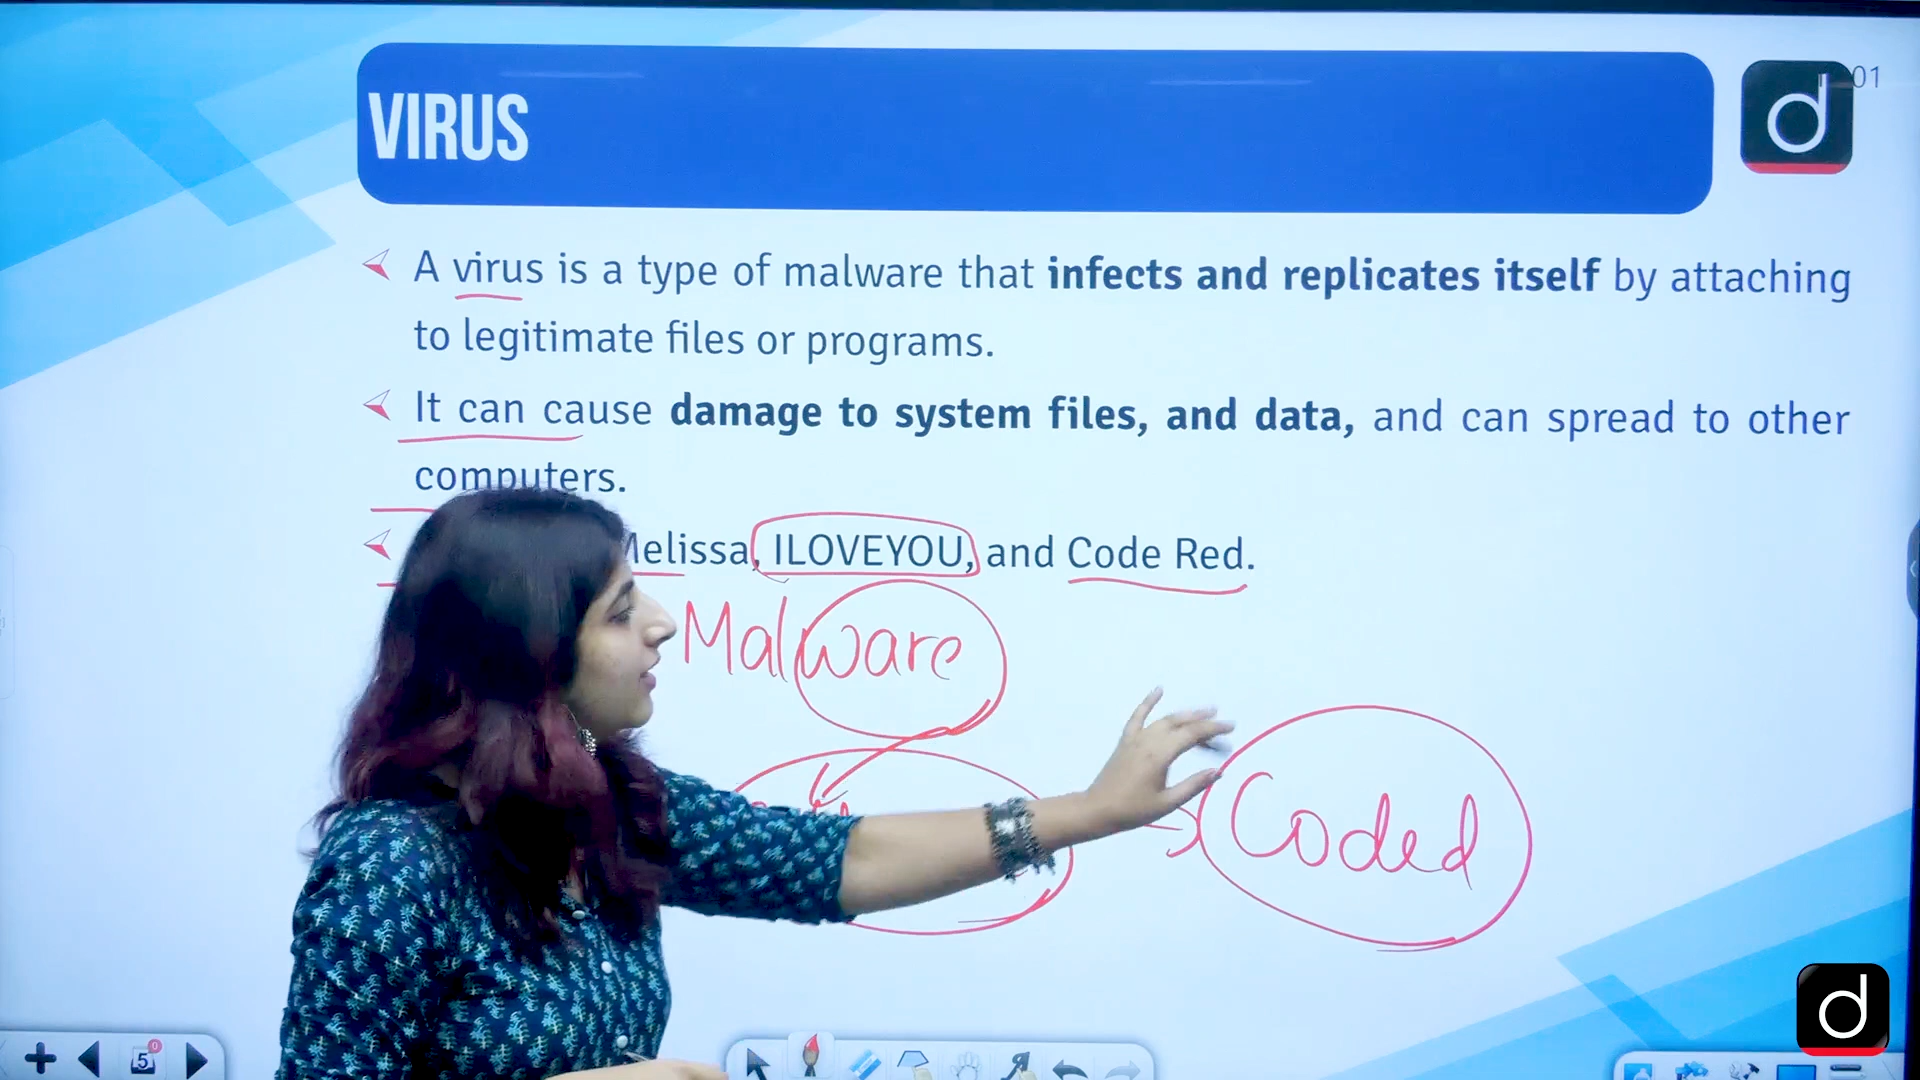 VIRUS
01
A virus is a type of malware that infects and replicates itself by attaching
to legitimate files or programs.
It can cause damage to system files, and data, and can spread to other
computers.
Melissa, ILOVEYOU, and Code Red.
Malware
Coded
d
d
5
0